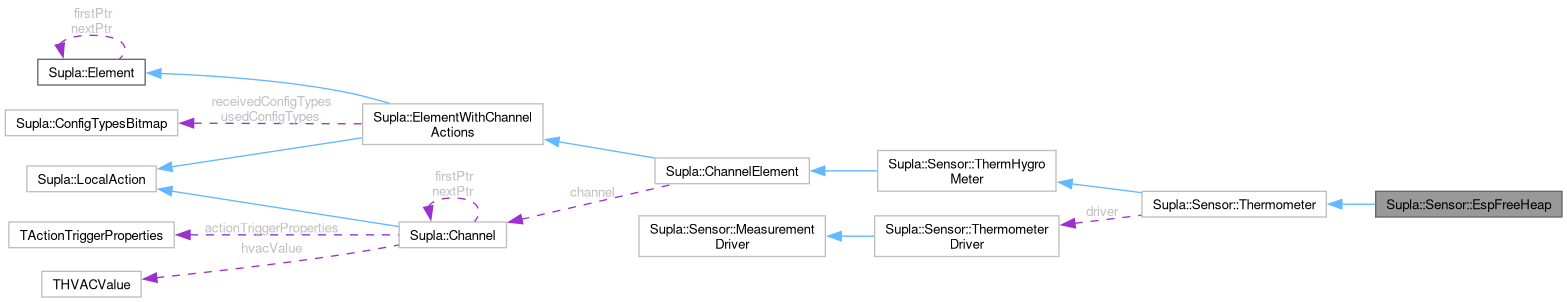 firstPtr
nextPtr
Supla::Element
receivedConfigTypes
usedConfigTypes
Supla::ConfigTypesBitmap
Supla::ElementWithChannel
Actions
Supla::LocalAction
firstPtr
nextPtr
channel
Supla::ChannelElement
Supla::Sensor::ThermHygro
Meter
Supla::Sensor::Thermometer
Supla::Sensor::EspFreeHeap
driver
TActionTriggerProperties
actionTriggerProperties
hvacValue
Supla::Channel
Supla::Sensor::Measurement
Driver
Supla::Sensor::Thermometer
Driver
THVACValue